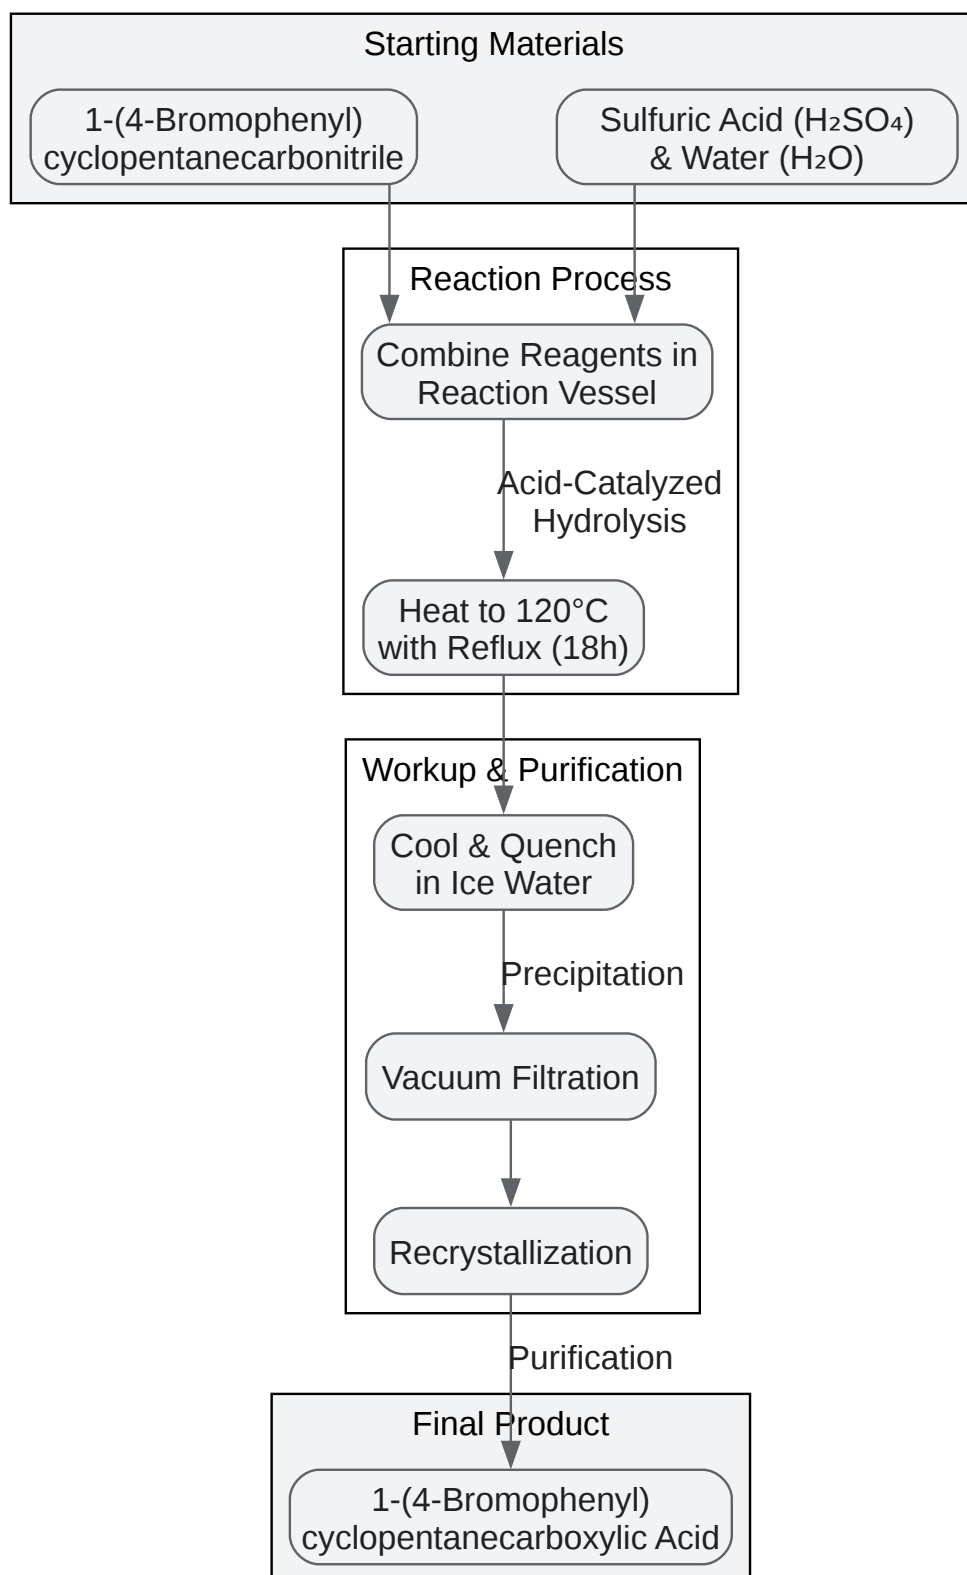 Starting Materials
1-(4-Bromophenyl)
cyclopentanecarbonitrile
Sulfuric Acid (H₂SO₄)
& Water (H₂O)
Reaction Process
Combine Reagents in
Reaction Vessel
Acid-Catalyzed
Hydrolysis
Heat to 120°C
with Reflux (18h)
Workup & Purification
Cool & Quench
in Ice Water
Precipitation
Vacuum Filtration
Recrystallization
Purification
Final Product
1-(4-Bromophenyl)
cyclopentanecarboxylic Acid